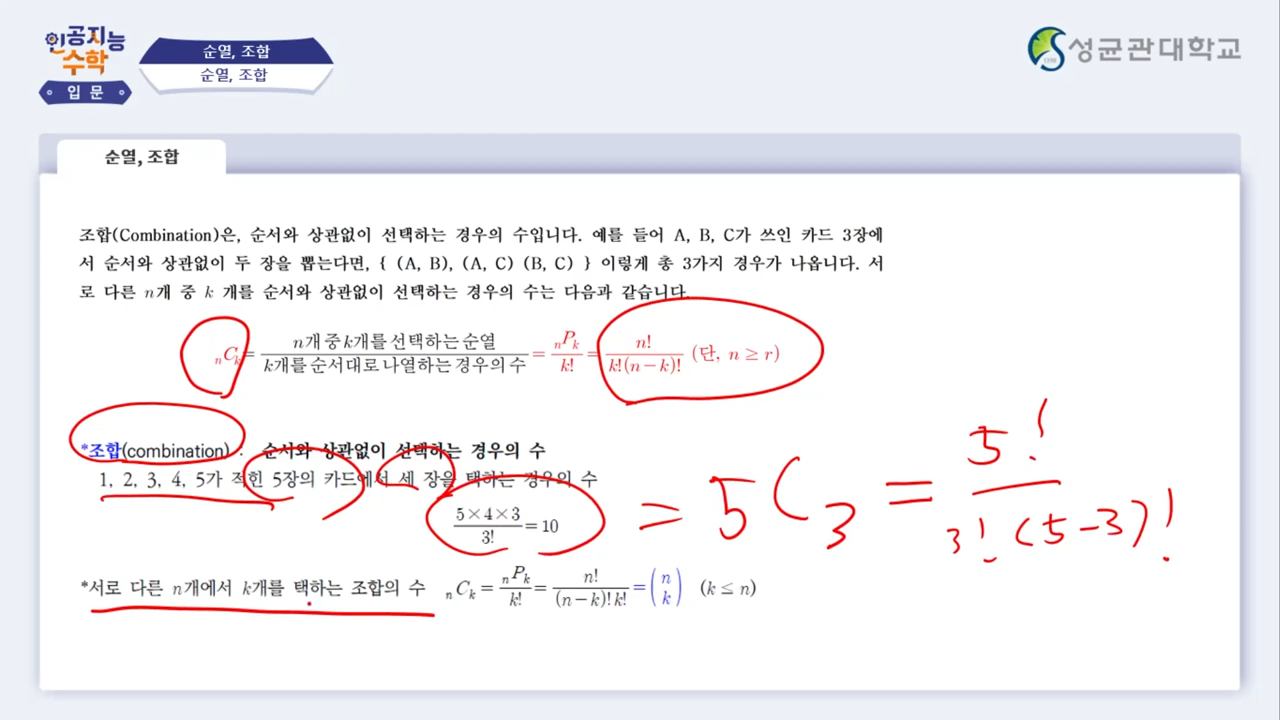 인공지능
수학
입문
순열, 조합
순열, 조합
성균관대학교
순열, 조합
조합(Combination)은, 순서와 상관없이 선택하는 경우의 수입니다. 예를 들어 A, B, C가 쓰인 카드 3장에
서 순서와 상관없이 두 장을 뽑는다면, { (A, B), (A, C) (B, C) } 이렇게 총 3가지 경우가 나옵니다. 서
로 다른 n개 중 k 개를 순서와 상관없이 선택하는 경우의 수는 다음과 같습니다.
nCk = n개 중 k개를 선택하는 순열 / k개를 순서대로 나열하는 경우의 수 = nPk / k! = n! / k!(n-k)! (단, n ≥ r)
*조합(combination) : 순서와 상관없이 선택하는 경우의 수
1, 2, 3, 4, 5가 적힌 5장의 카드에서 세 장을 택하는 경우의 수
5×4×3 / 3! = 10 = 5C3 = 5! / 3!(5-3)!
*서로 다른 n개에서 k개를 택하는 조합의 수 nCk = nPk / k! = n! / (n-k)! k! = (n k) (k ≤ n)